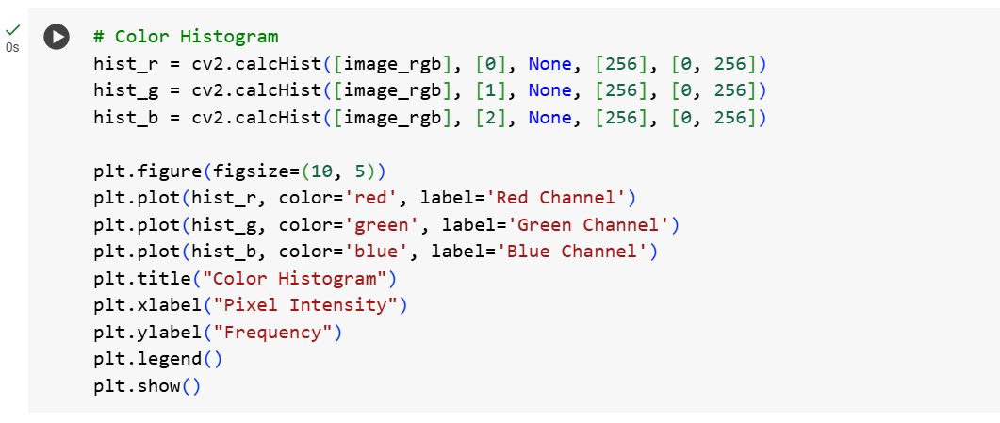 0s
# Color Histogram
hist_r = cv2.calcHist([image_rgb], [0], None, [256], [0, 256])
hist_g = cv2.calcHist([image_rgb], [1], None, [256], [0, 256])
hist_b = cv2.calcHist([image_rgb], [2], None, [256], [0, 256])

plt.figure(figsize=(10, 5))
plt.plot(hist_r, color='red', label='Red Channel')
plt.plot(hist_g, color='green', label='Green Channel')
plt.plot(hist_b, color='blue', label='Blue Channel')
plt.title("Color Histogram")
plt.xlabel("Pixel Intensity")
plt.ylabel("Frequency")
plt.legend()
plt.show()